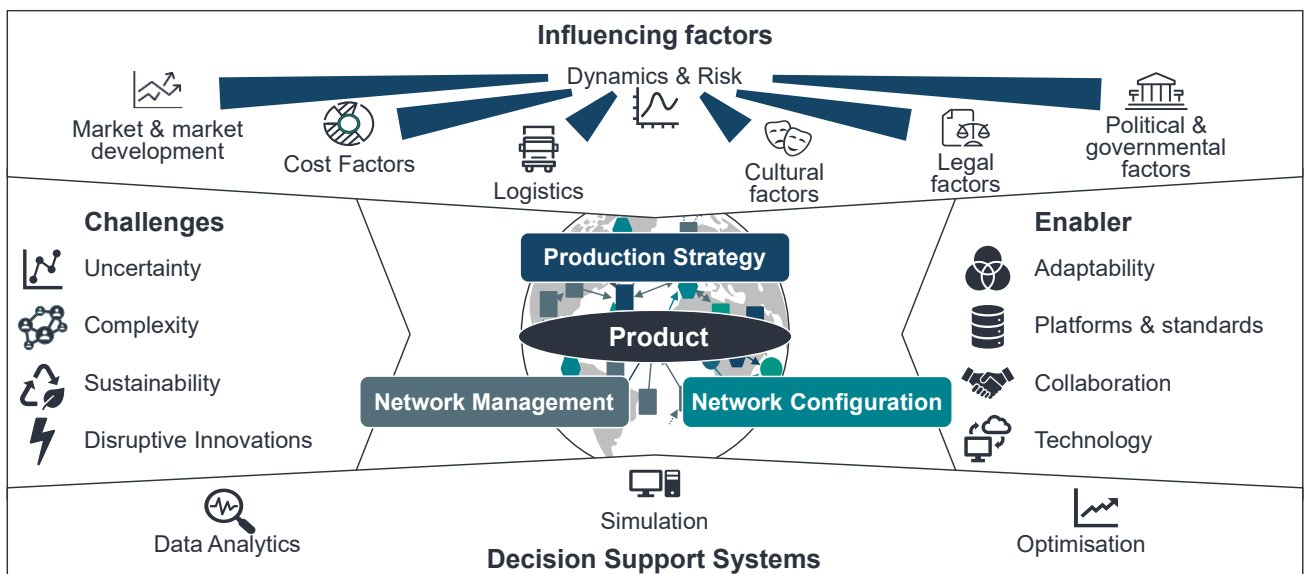 Influencing factors
Dynamics & Risk
Market & market
development
Cost Factors
Logistics
Cultural
factors
Legal
factors
Political &
governmental
factors
Challenges
Uncertainty
Complexity
Sustainability
Disruptive Innovations
Production Strategy
Product
Network Management
Network Configuration
Enabler
Adaptability
Platforms & standards
Collaboration
Technology
Data Analytics
Simulation
Optimisation
Decision Support Systems